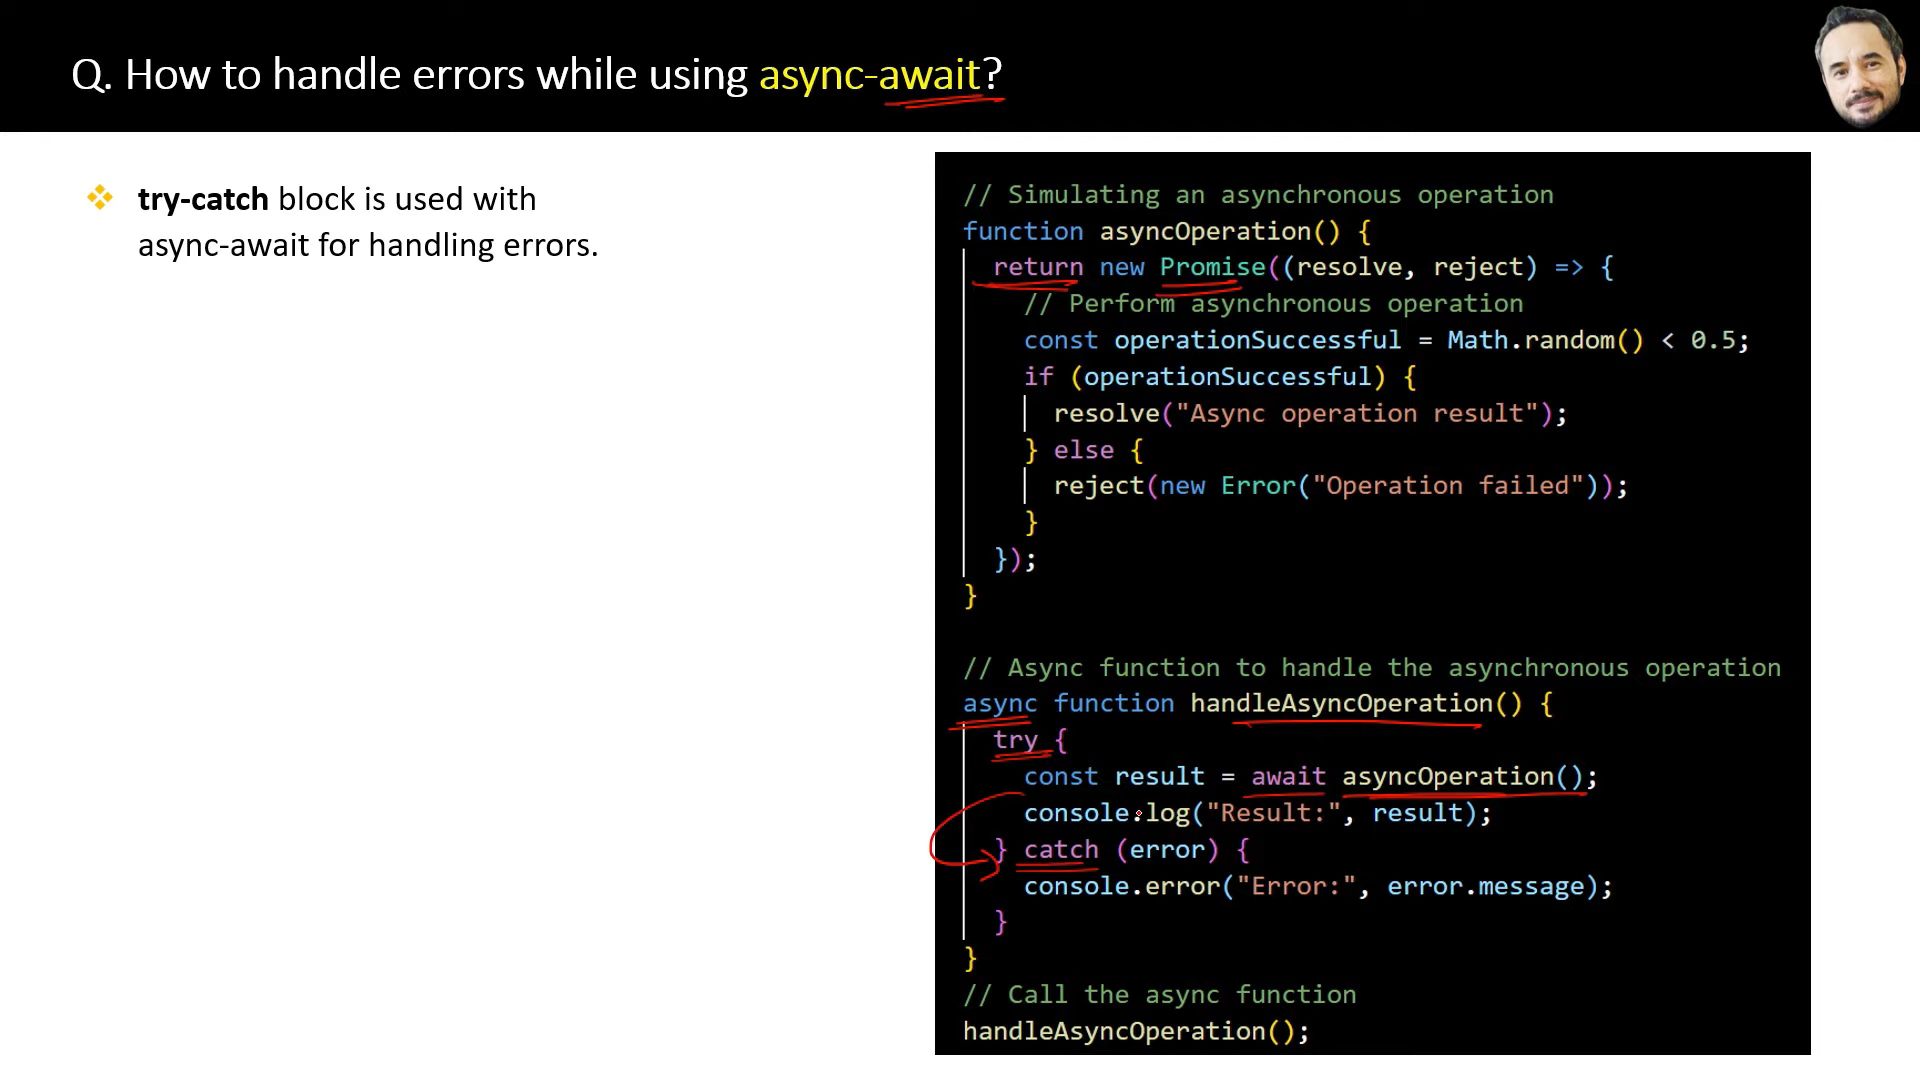 Q. How to handle errors while using async-await?
try-catch block is used with
async-await for handling errors.
// Simulating an asynchronous operation
function asyncOperation() {
return new Promise((resolve, reject) => {
// Perform asynchronous operation
const operationSuccessful = Math.random() < 0.5;
if (operationSuccessful) {
resolve("Async operation result");
} else {
reject(new Error("Operation failed"));
}
});
}
// Async function to handle the asynchronous operation
async function handleAsyncOperation() {
try {
const result = await asyncOperation();
console.log("Result:", result);
} catch (error) {
console.error("Error:", error.message);
}
}
// Call the async function
handleAsyncOperation();